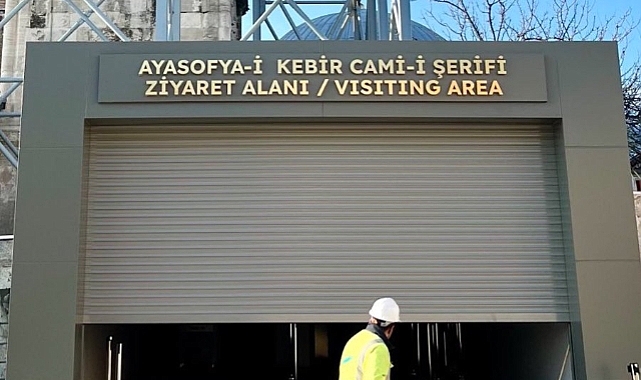 AYASOFYA-İ KEBİR CAMİ-İ ŞERİFİ
ZİYARET ALANI / VISITING AREA